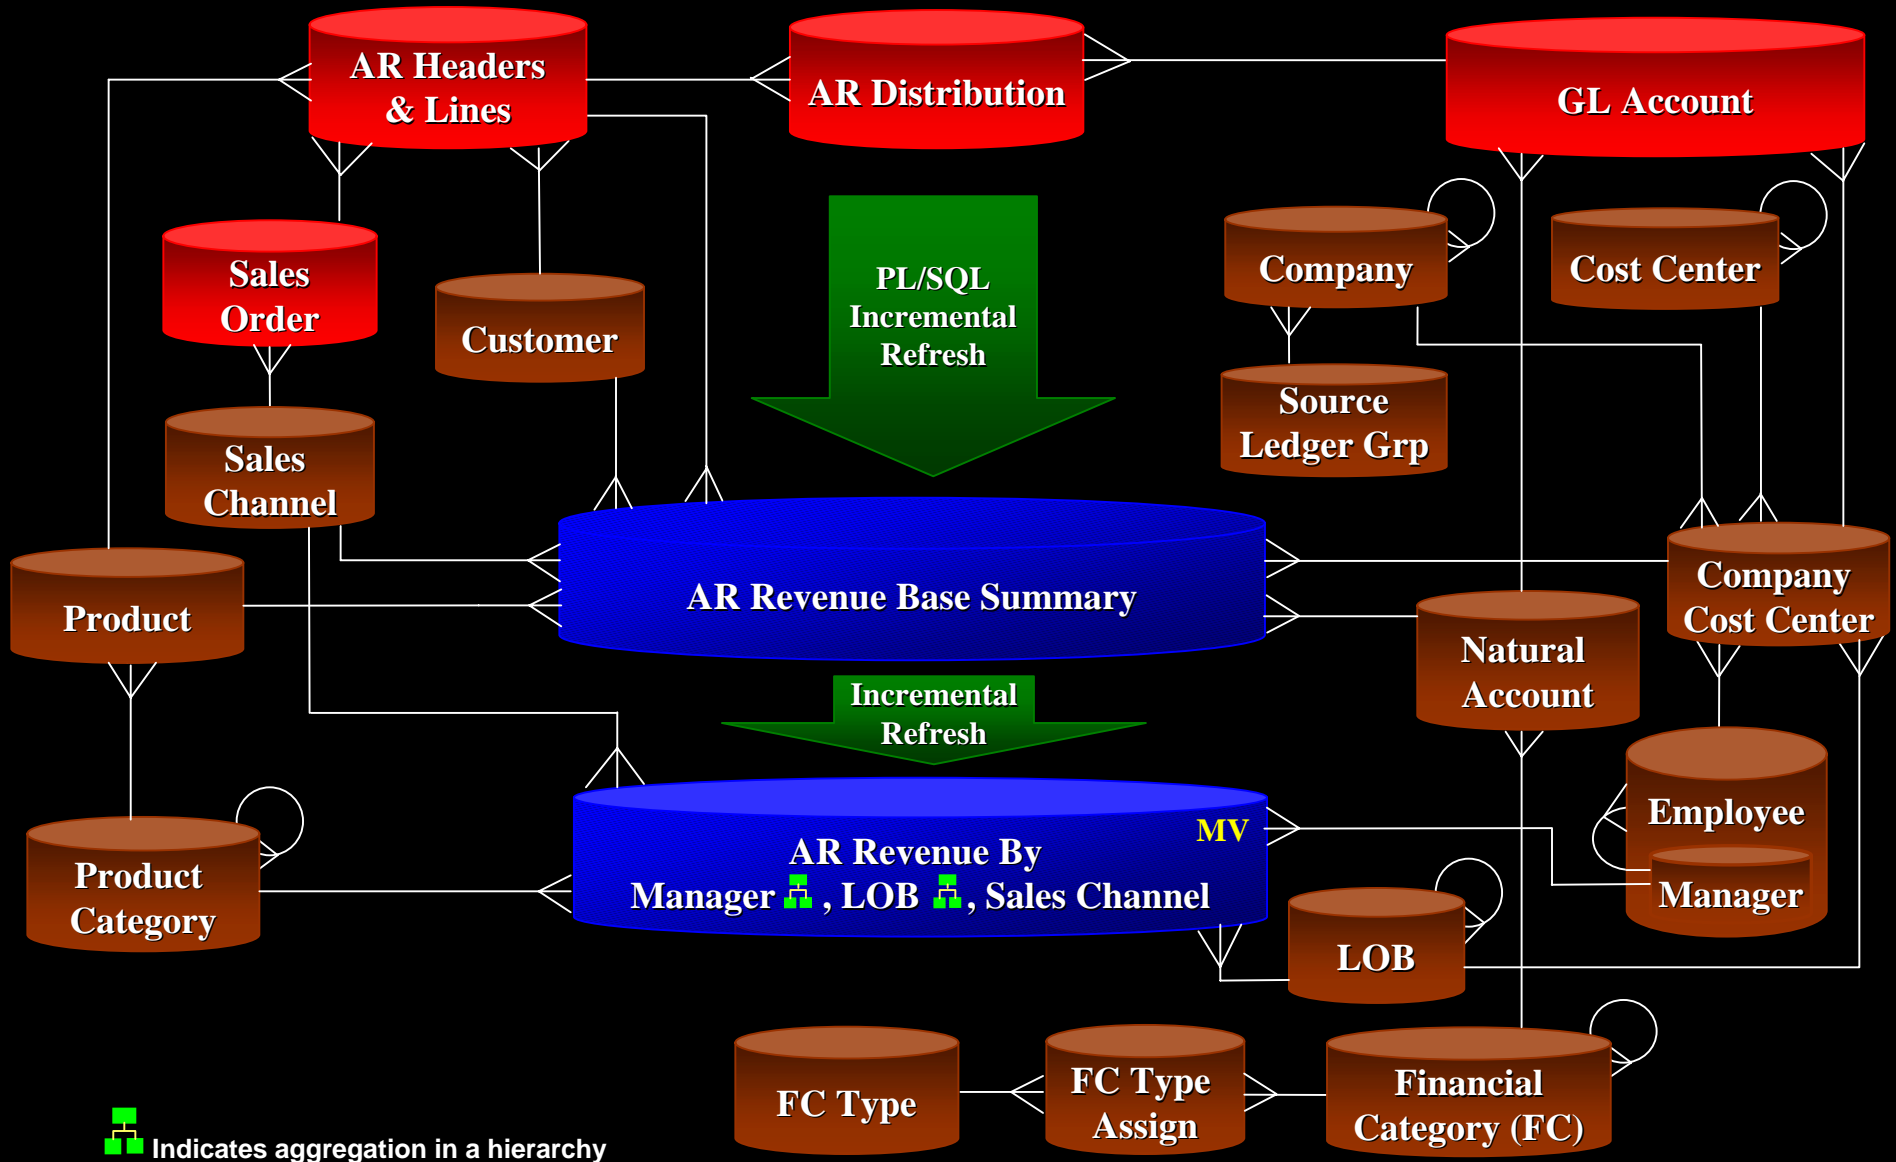 AR Headers
& Lines
AR Distribution
GL Account
Sales
Order
Customer
PL/SQL
Incremental
Refresh
Company
Cost Center
Source
Ledger Grp
Sales
Channel
Product
AR Revenue Base Summary
Company
Cost Center
Natural
Account
Incremental
Refresh
Employee
Manager
MV
AR Revenue By
Manager , LOB , Sales Channel
Product
Category
LOB
FC Type
FC Type
Assign
Financial
Category (FC)
Indicates aggregation in a hierarchy